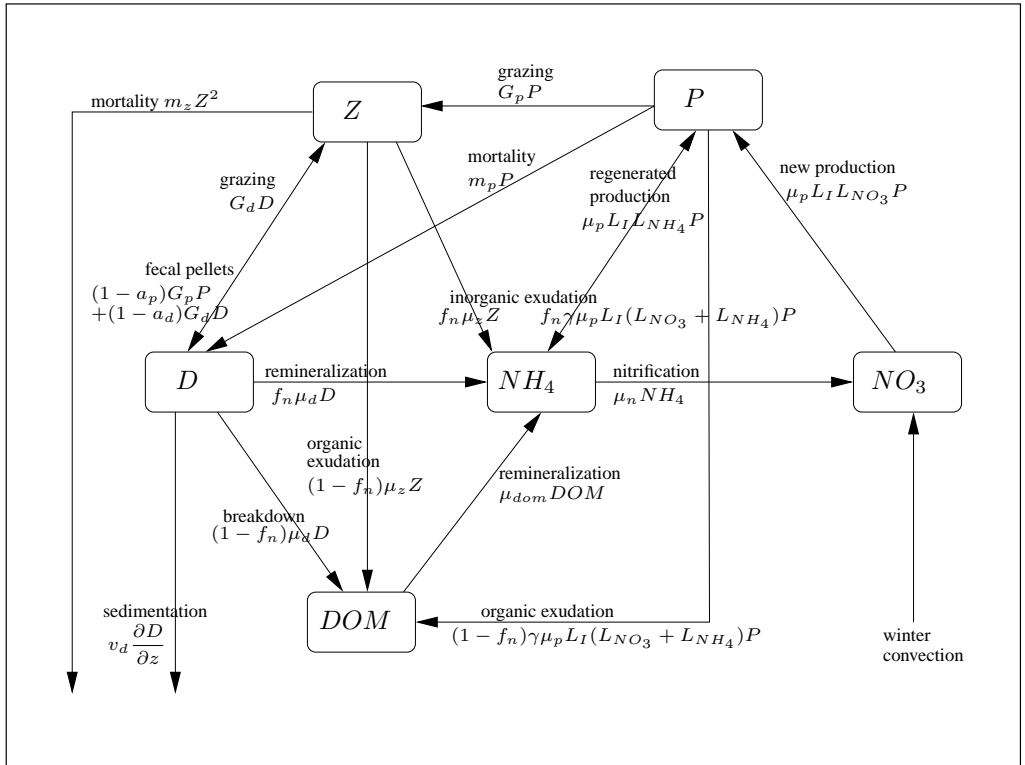 grazing
G_p P
Z
P
mortality m_z Z^2
mortality
m_p P
new production
μ_p L_I L_{NO_3} P
regenerated
production
μ_p L_I L_{NH_4} P
grazing
G_d D
fecal pellets
(1 − a_p)G_p P
+(1 − a_d)G_d D
inorganic exudation
f_n μ_z Z
f_n γμ_p L_I (L_{NO_3} + L_{NH_4})P
D
remineralization
f_n μ_d D
NH_4
nitrification
μ_n NH_4
NO_3
organic
exudation
(1 − f_n)μ_z Z
remineralization
μ_{dom} DOM
breakdown
(1 − f_n)μ_d D
sedimentation
v_d ∂D/∂z
DOM
organic exudation
(1 − f_n)γμ_p L_I (L_{NO_3} + L_{NH_4})P
winter
convection